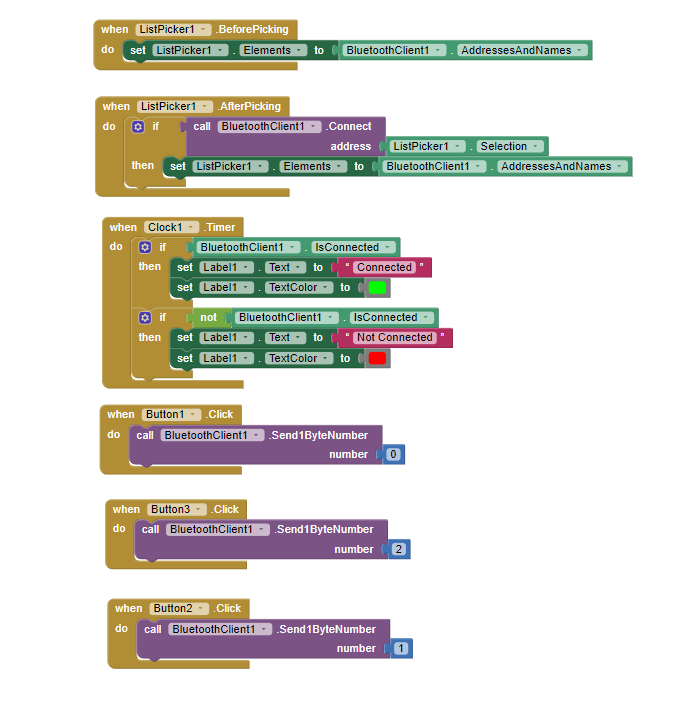 when ListPicker1 .BeforePicking
do set ListPicker1 . Elements to BluetoothClient1 . AddressesAndNames
when ListPicker1 .AfterPicking
do if call BluetoothClient1 .Connect
address ListPicker1 . Selection
then set ListPicker1 . Elements to BluetoothClient1 . AddressesAndNames
when Clock1 .Timer
do if BluetoothClient1 . IsConnected
then set Label1 . Text to " Connected "
set Label1 . TextColor to
if not BluetoothClient1 . IsConnected
then set Label1 . Text to " Not Connected "
set Label1 . TextColor to
when Button1 .Click
do call BluetoothClient1 .Send1ByteNumber
number 0
when Button3 .Click
do call BluetoothClient1 .Send1ByteNumber
number 2
when Button2 .Click
do call BluetoothClient1 .Send1ByteNumber
number 1